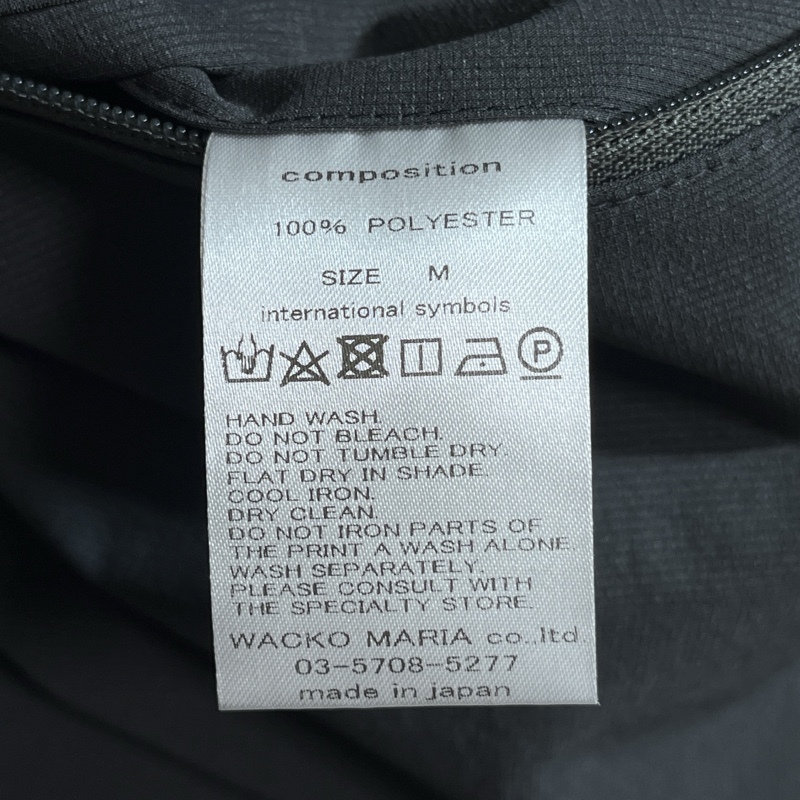 composition
100% POLYESTER
SIZE M
international symbols
P
HAND WASH.
DO NOT BLEACH.
DO NOT TUMBLE DRY.
FLAT DRY IN SHADE.
COOL IRON.
DRY CLEAN.
DO NOT IRON PARTS OF
THE PRINT A WASH ALONE.
WASH SEPARATELY.
PLEASE CONSULT WITH
THE SPECIALTY STORE.
WACKO MARIA co.,ltd.
03-5708-5277
made in japan